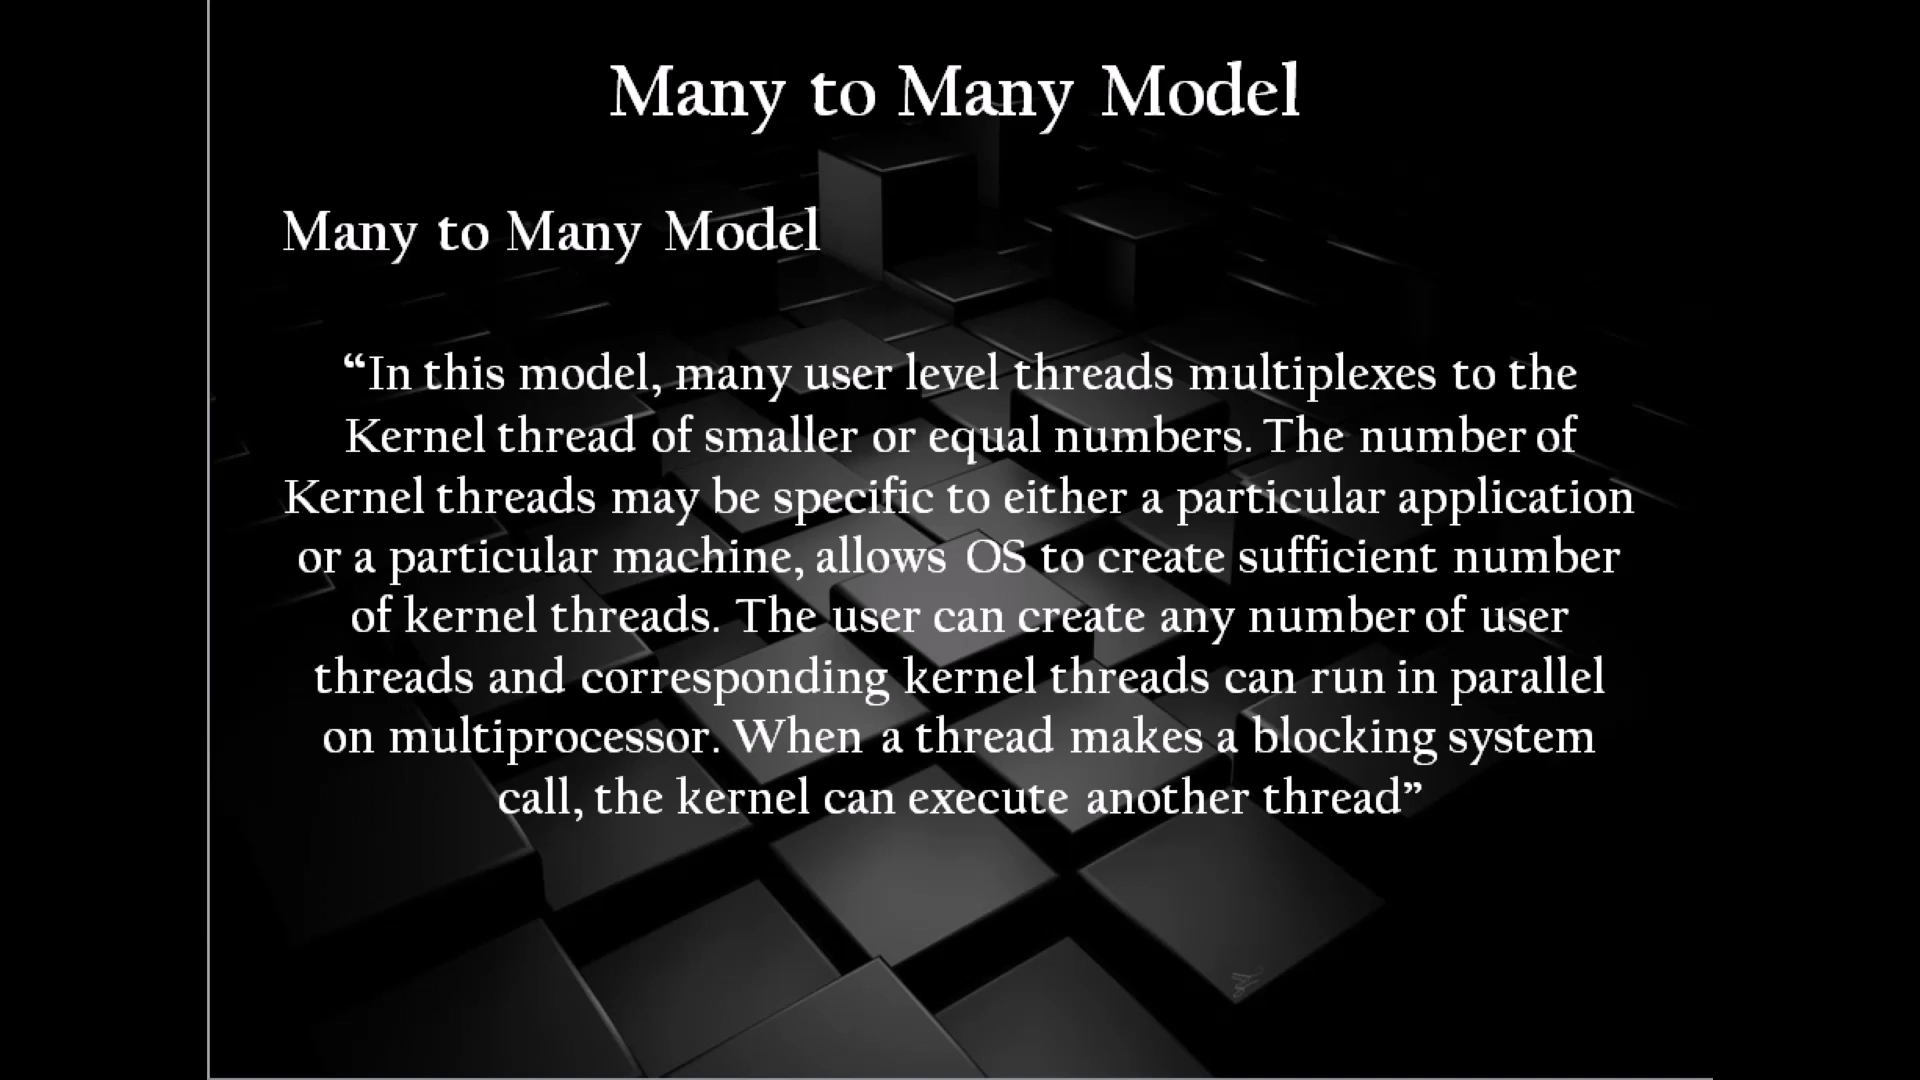 Many to Many Model
Many to Many Model
“In this model, many user level threads multiplexes to the
Kernel thread of smaller or equal numbers. The number of
Kernel threads may be specific to either a particular application
or a particular machine, allows OS to create sufficient number
of kernel threads. The user can create any number of user
threads and corresponding kernel threads can run in parallel
on multiprocessor. When a thread makes a blocking system
call, the kernel can execute another thread”